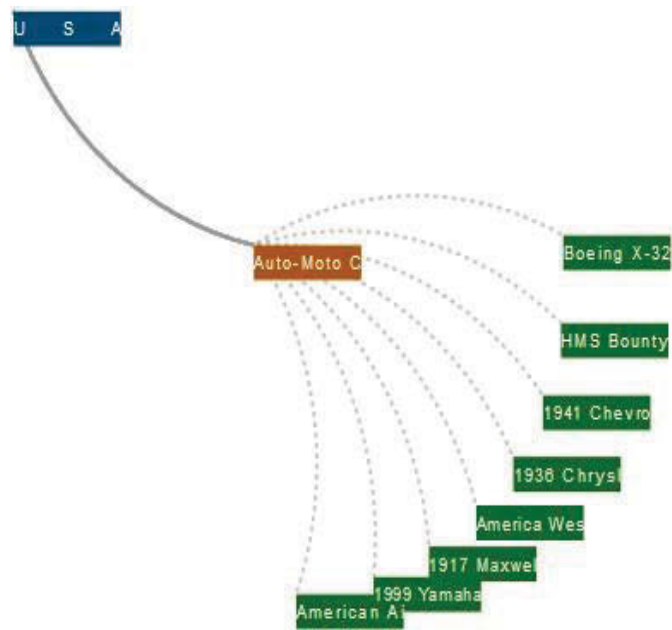 U S A
Auto-Moto C
Boeing X-32
HMS Bounty
1941 Chevro
1936 Chrysl
America Wes
1917 Maxwel
1999 Yamaha
American Ai